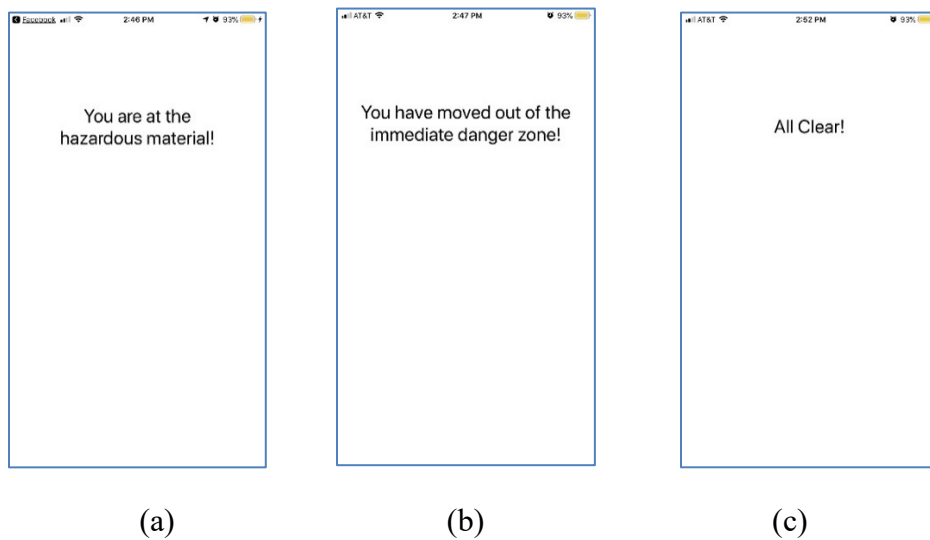 Facebook 2:46 PM 93%
You are at the
hazardous material!
AT&T 2:47 PM 93%
You have moved out of the
immediate danger zone!
AT&T 2:52 PM 93%
All Clear!
(a) (b) (c)